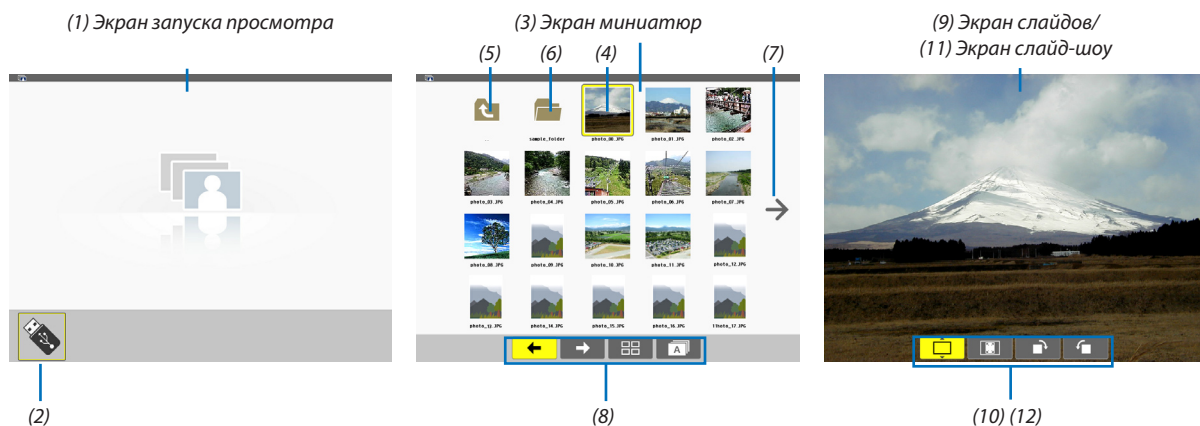 (1) Экран запуска просмотра
(3) Экран миниатюр
(9) Экран слайдов/
(11) Экран слайд-шоу
(5) (6) (4) (7)
sample_folder photo_00.JPG photo_01.JPG photo_02.JPG
photo_03.JPG photo_04.JPG photo_05.JPG photo_06.JPG photo_07.JPG
photo_08.JPG photo_09.JPG photo_10.JPG photo_11.JPG photo_12.JPG
photo_13.JPG photo_14.JPG photo_15.JPG photo_16.JPG
A
(2) (8) (10) (12)